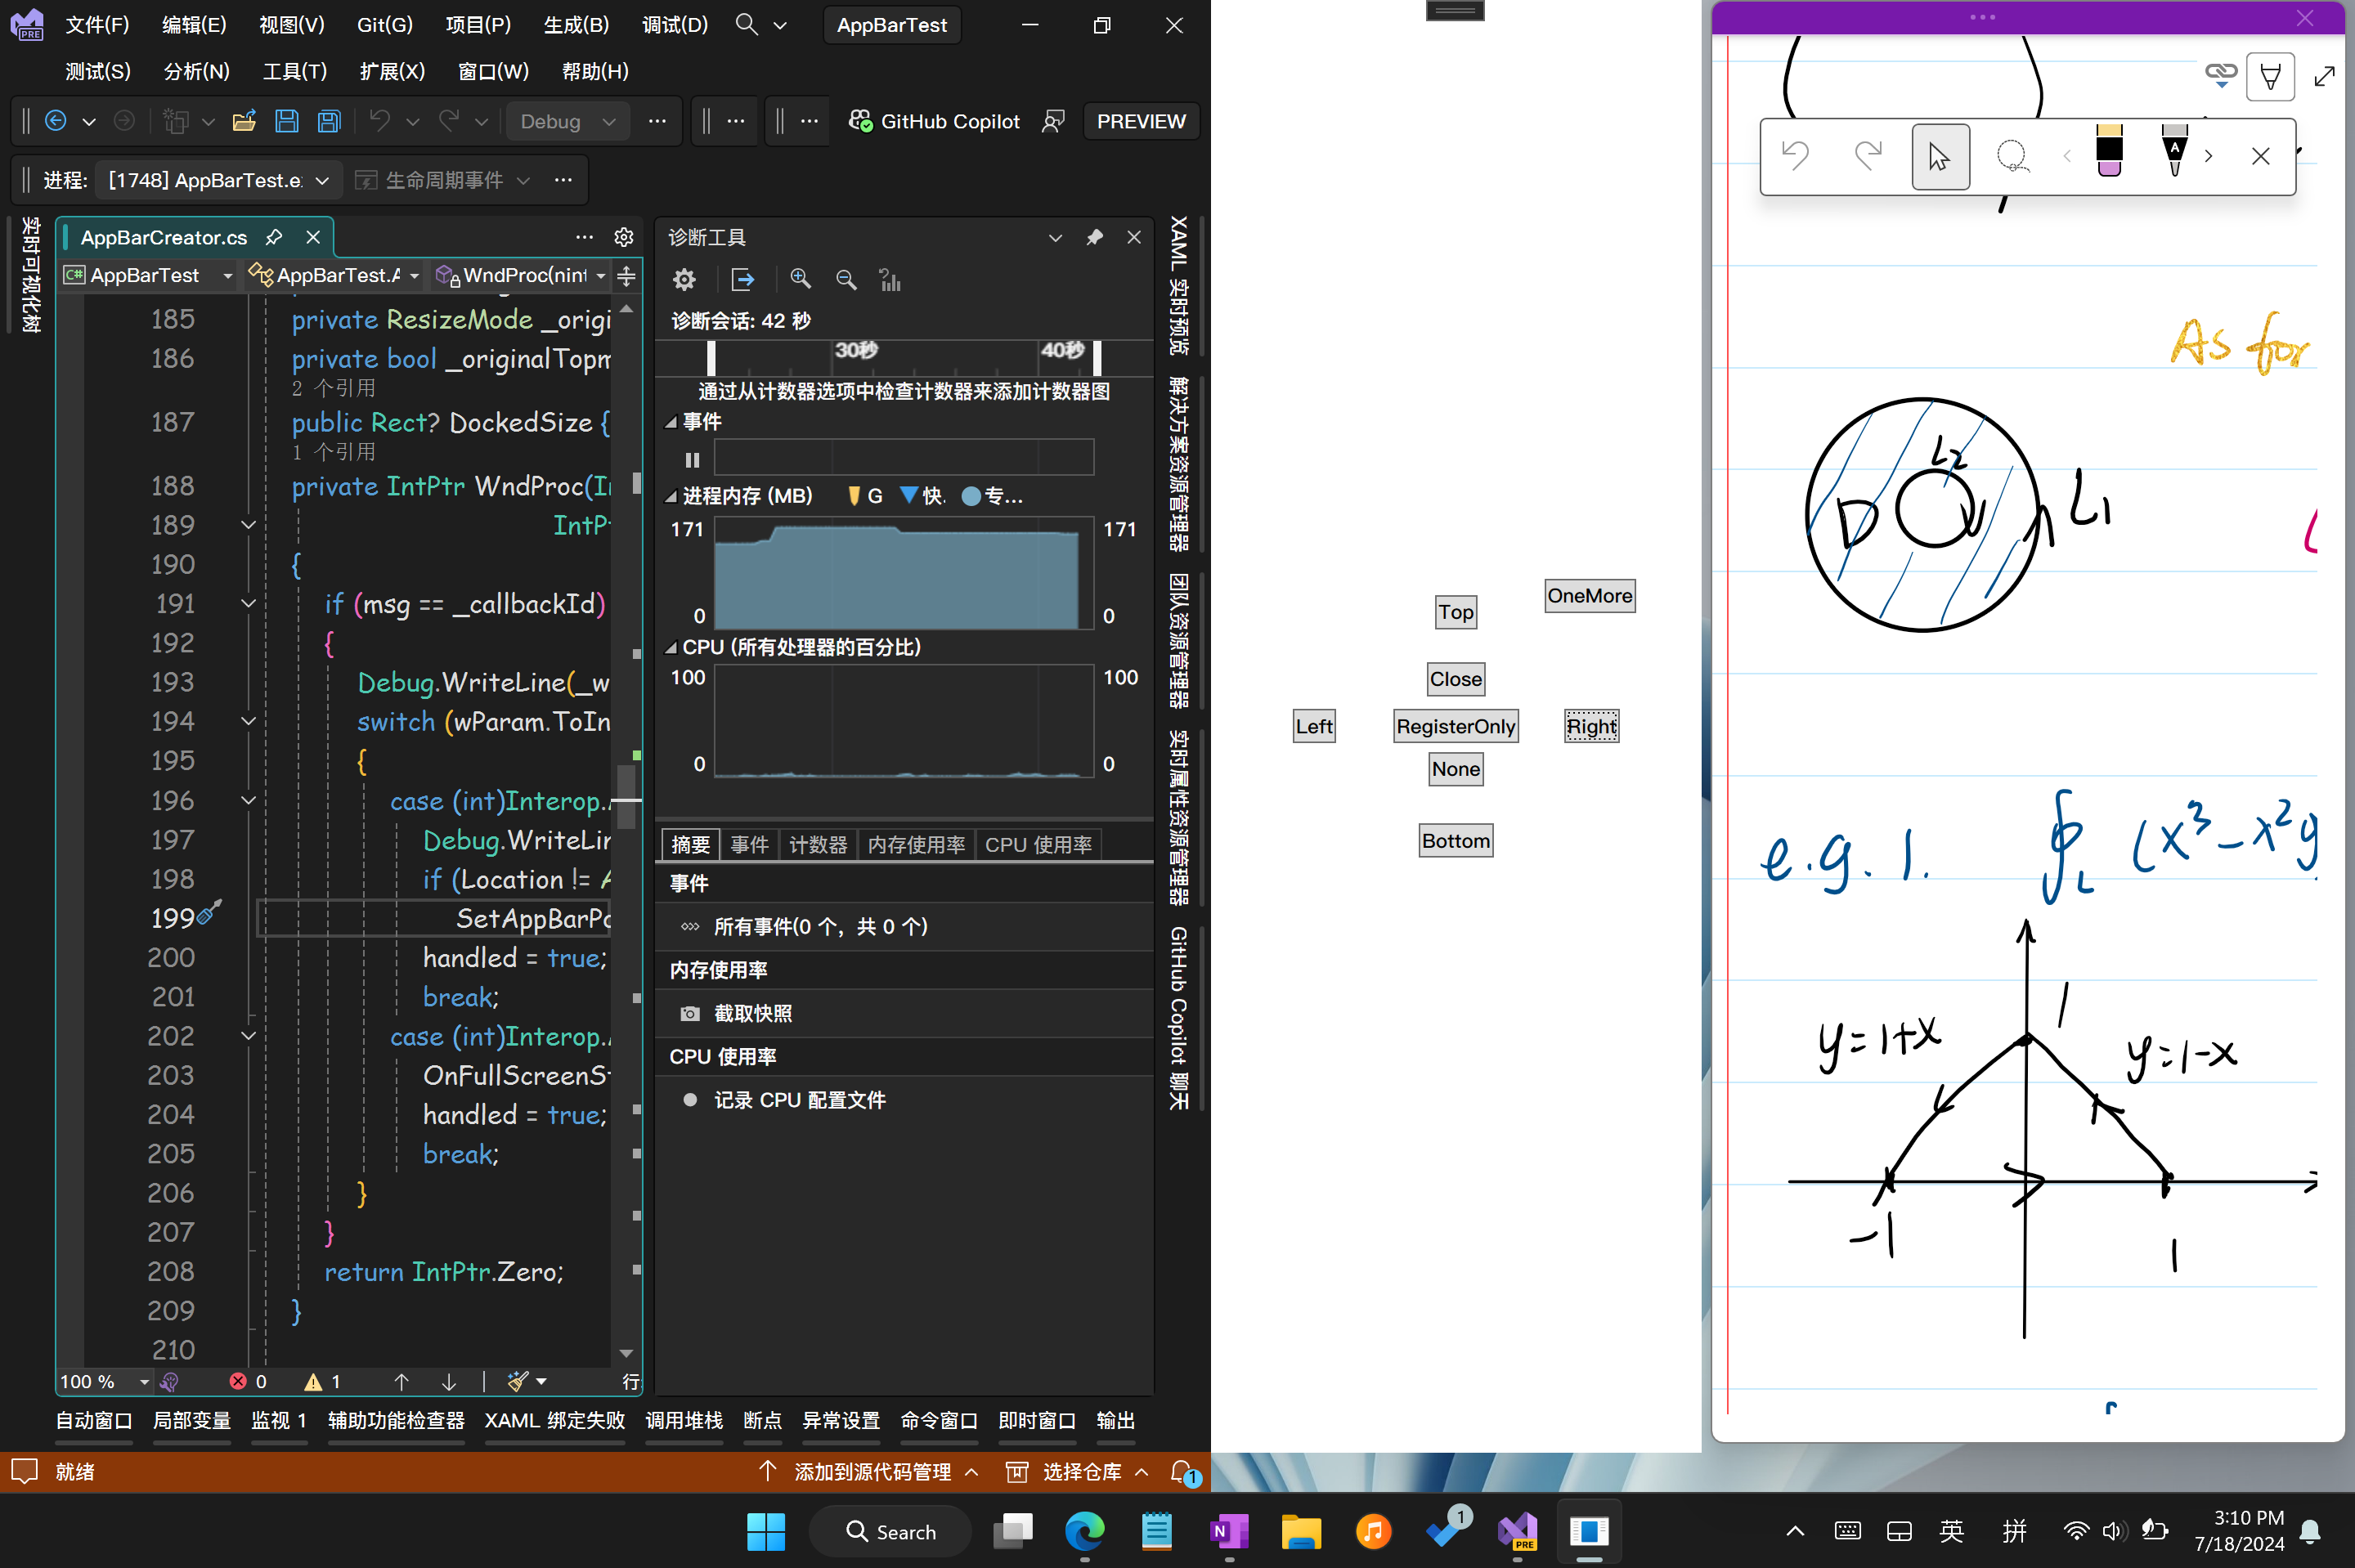 文件(F) 编辑(E) 视图(V) Git(G) 项目(P) 生成(B) 调试(D) AppBarTest
测试(S) 分析(N) 工具(T) 扩展(X) 窗口(W) 帮助(H)
Debug GitHub Copilot PREVIEW
进程: [1748] AppBarTest.e 生命周期事件
实时可视化树
AppBarCreator.cs
AppBarTest AppBarTest.A WndProc(nint
185 private ResizeMode _origi
186 private bool _originalTopm
2 个引用
187 public Rect? DockedSize {
1 个引用
188 private IntPtr WndProc(I
189 IntP
190 {
191 if (msg == _callbackId)
192 {
193 Debug.WriteLine(_w
194 switch (wParam.ToIn
195 {
196 case (int)Interop.
197 Debug.WriteLi
198 if (Location != A
199 SetAppBarPo
200 handled = true;
201 break;
202 case (int)Interop.
203 OnFullScreenS
204 handled = true;
205 break;
206 }
207 }
208 return IntPtr.Zero;
209 }
210
100 % 0 1 行
诊断工具
诊断会话: 42 秒
30秒 40秒
通过从计数器选项中检查计数器来添加计数器图
事件
进程内存 (MB) G 快. 专...
171 171
0 0
CPU (所有处理器的百分比)
100 100
0 0
摘要 事件 计数器 内存使用率 CPU 使用率
事件
所有事件(0 个，共 0 个)
内存使用率
截取快照
CPU 使用率
记录 CPU 配置文件
XAML 实时预览
解决方案资源管理器
团队资源管理器
实时属性资源管理器
GitHub Copilot 聊天
自动窗口 局部变量 监视 1 辅助功能检查器 XAML 绑定失败 调用堆栈 断点 异常设置 命令窗口 即时窗口 输出
就绪 添加到源代码管理 选择仓库 1
OneMore
Top
Close
Left RegisterOnly Right
None
Bottom
A
As for
L2
D L1
e.g. 1. ∮L (x³-x²y
1
y=1+x y=1-x
-1 1
Search 1 PRE 英 拼 3:10 PM
7/18/2024